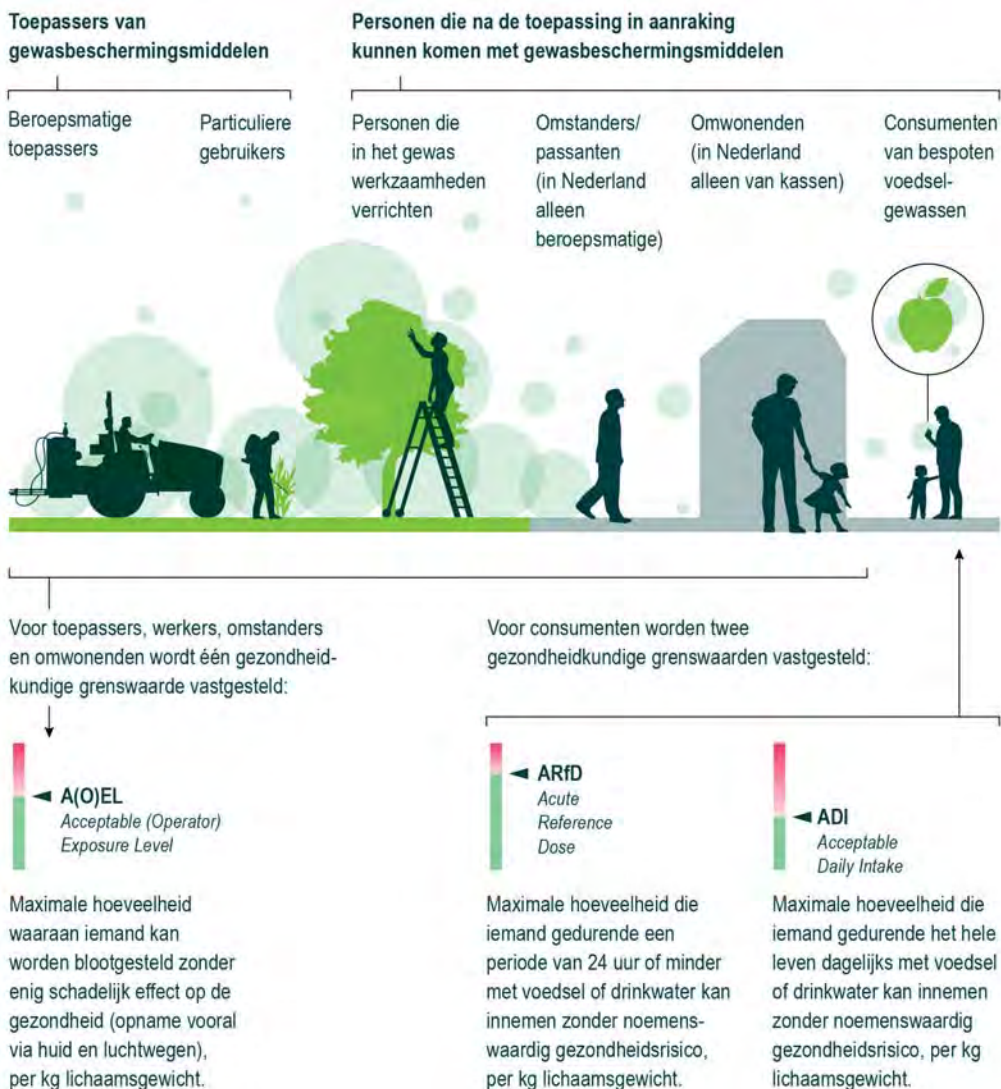 Toepassers van
gewasbeschermingsmiddelen
Personen die na de toepassing in aanraking
kunnen komen met gewasbeschermingsmiddelen
Beroepsmatige
toepassers
Particuliere
gebruikers
Personen die
in het gewas
werkzaamheden
verrichten
Omstanders/
passanten
(in Nederland
alleen
beroepsmatige)
Omwonenden
(in Nederland
alleen van kassen)
Consumenten
van bespoten
voedsel-
gewassen
Voor toepassers, werkers, omstanders
en omwonenden wordt één gezondheid-
kundige grenswaarde vastgesteld:
Voor consumenten worden twee
gezondheidkundige grenswaarden vastgesteld:
A(O)EL
Acceptable (Operator)
Exposure Level
Maximale hoeveelheid
waaraan iemand kan
worden blootgesteld zonder
enig schadelijk effect op de
gezondheid (opname vooral
via huid en luchtwegen),
per kg lichaamsgewicht.
ARfD
Acute
Reference
Dose
Maximale hoeveelheid die
iemand gedurende een
periode van 24 uur of minder
met voedsel of drinkwater kan
innemen zonder noemens-
waardig gezondheidsrisico,
per kg lichaamsgewicht.
ADI
Acceptable
Daily Intake
Maximale hoeveelheid die
iemand gedurende het hele
leven dagelijks met voedsel
of drinkwater kan innemen
zonder noemenswaardig
gezondheidsrisico, per kg
lichaamsgewicht.